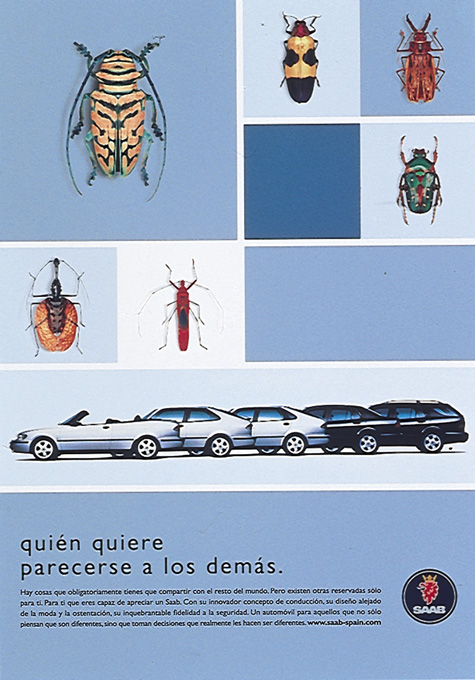 quién quiere
parecerse a los demás.
Hay cosas que obligatoriamente tienes que compartir con el resto del mundo. Pero existen otras reservadas sólo
para ti. Para ti que eres capaz de apreciar un Saab. Con su innovador concepto de conducción, su diseño alejado
de la moda y la ostentación, su inquebrantable fidelidad a la seguridad. Un automóvil para aquellos que no sólo
piensan que son diferentes, sino que toman decisiones que realmente les hacen ser diferentes. www.saab-spain.com
SAAB